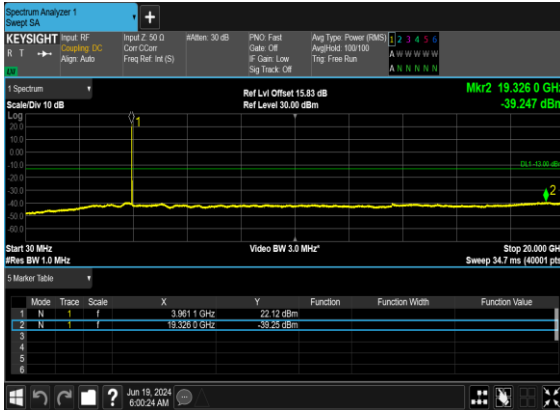 Spectrum Analyzer 1
Swept SA
+
KEYSIGHT Input: RF Input Z: 50 Ω #Atten: 30 dB PNO: Fast Avg Type: Power (RMS) 1 2 3 4 5 6
R T Coupling: DC Corr CCorr Gate: Off Avg|Hold: 100/100 A W W W W W
Align: Auto Freq Ref: Int (S) IF Gain: Low Trig: Free Run
LXI Sig Track: Off A N N N N N
1 Spectrum Ref Lvl Offset 15.83 dB Mkr2 19.326 0 GHz
Scale/Div 10 dB Ref Level 30.00 dBm -39.247 dBm
Log
1
20.0
10.0
0.00
-10.0
DL1 -13.00 dBm
-20.0
-30.0
2
-40.0
-50.0
-60.0
Start 30 MHz Video BW 3.0 MHz* Stop 20.000 GHz
#Res BW 1.0 MHz Sweep 34.7 ms (40001 pts)
5 Marker Table
Mode Trace Scale X Y Function Function Width Function Value
1 N 1 f 3.961 1 GHz 22.12 dBm
2 N 1 f 19.326 0 GHz -39.25 dBm
3
4
5
6
? Jun 19, 2024
6:00:24 AM